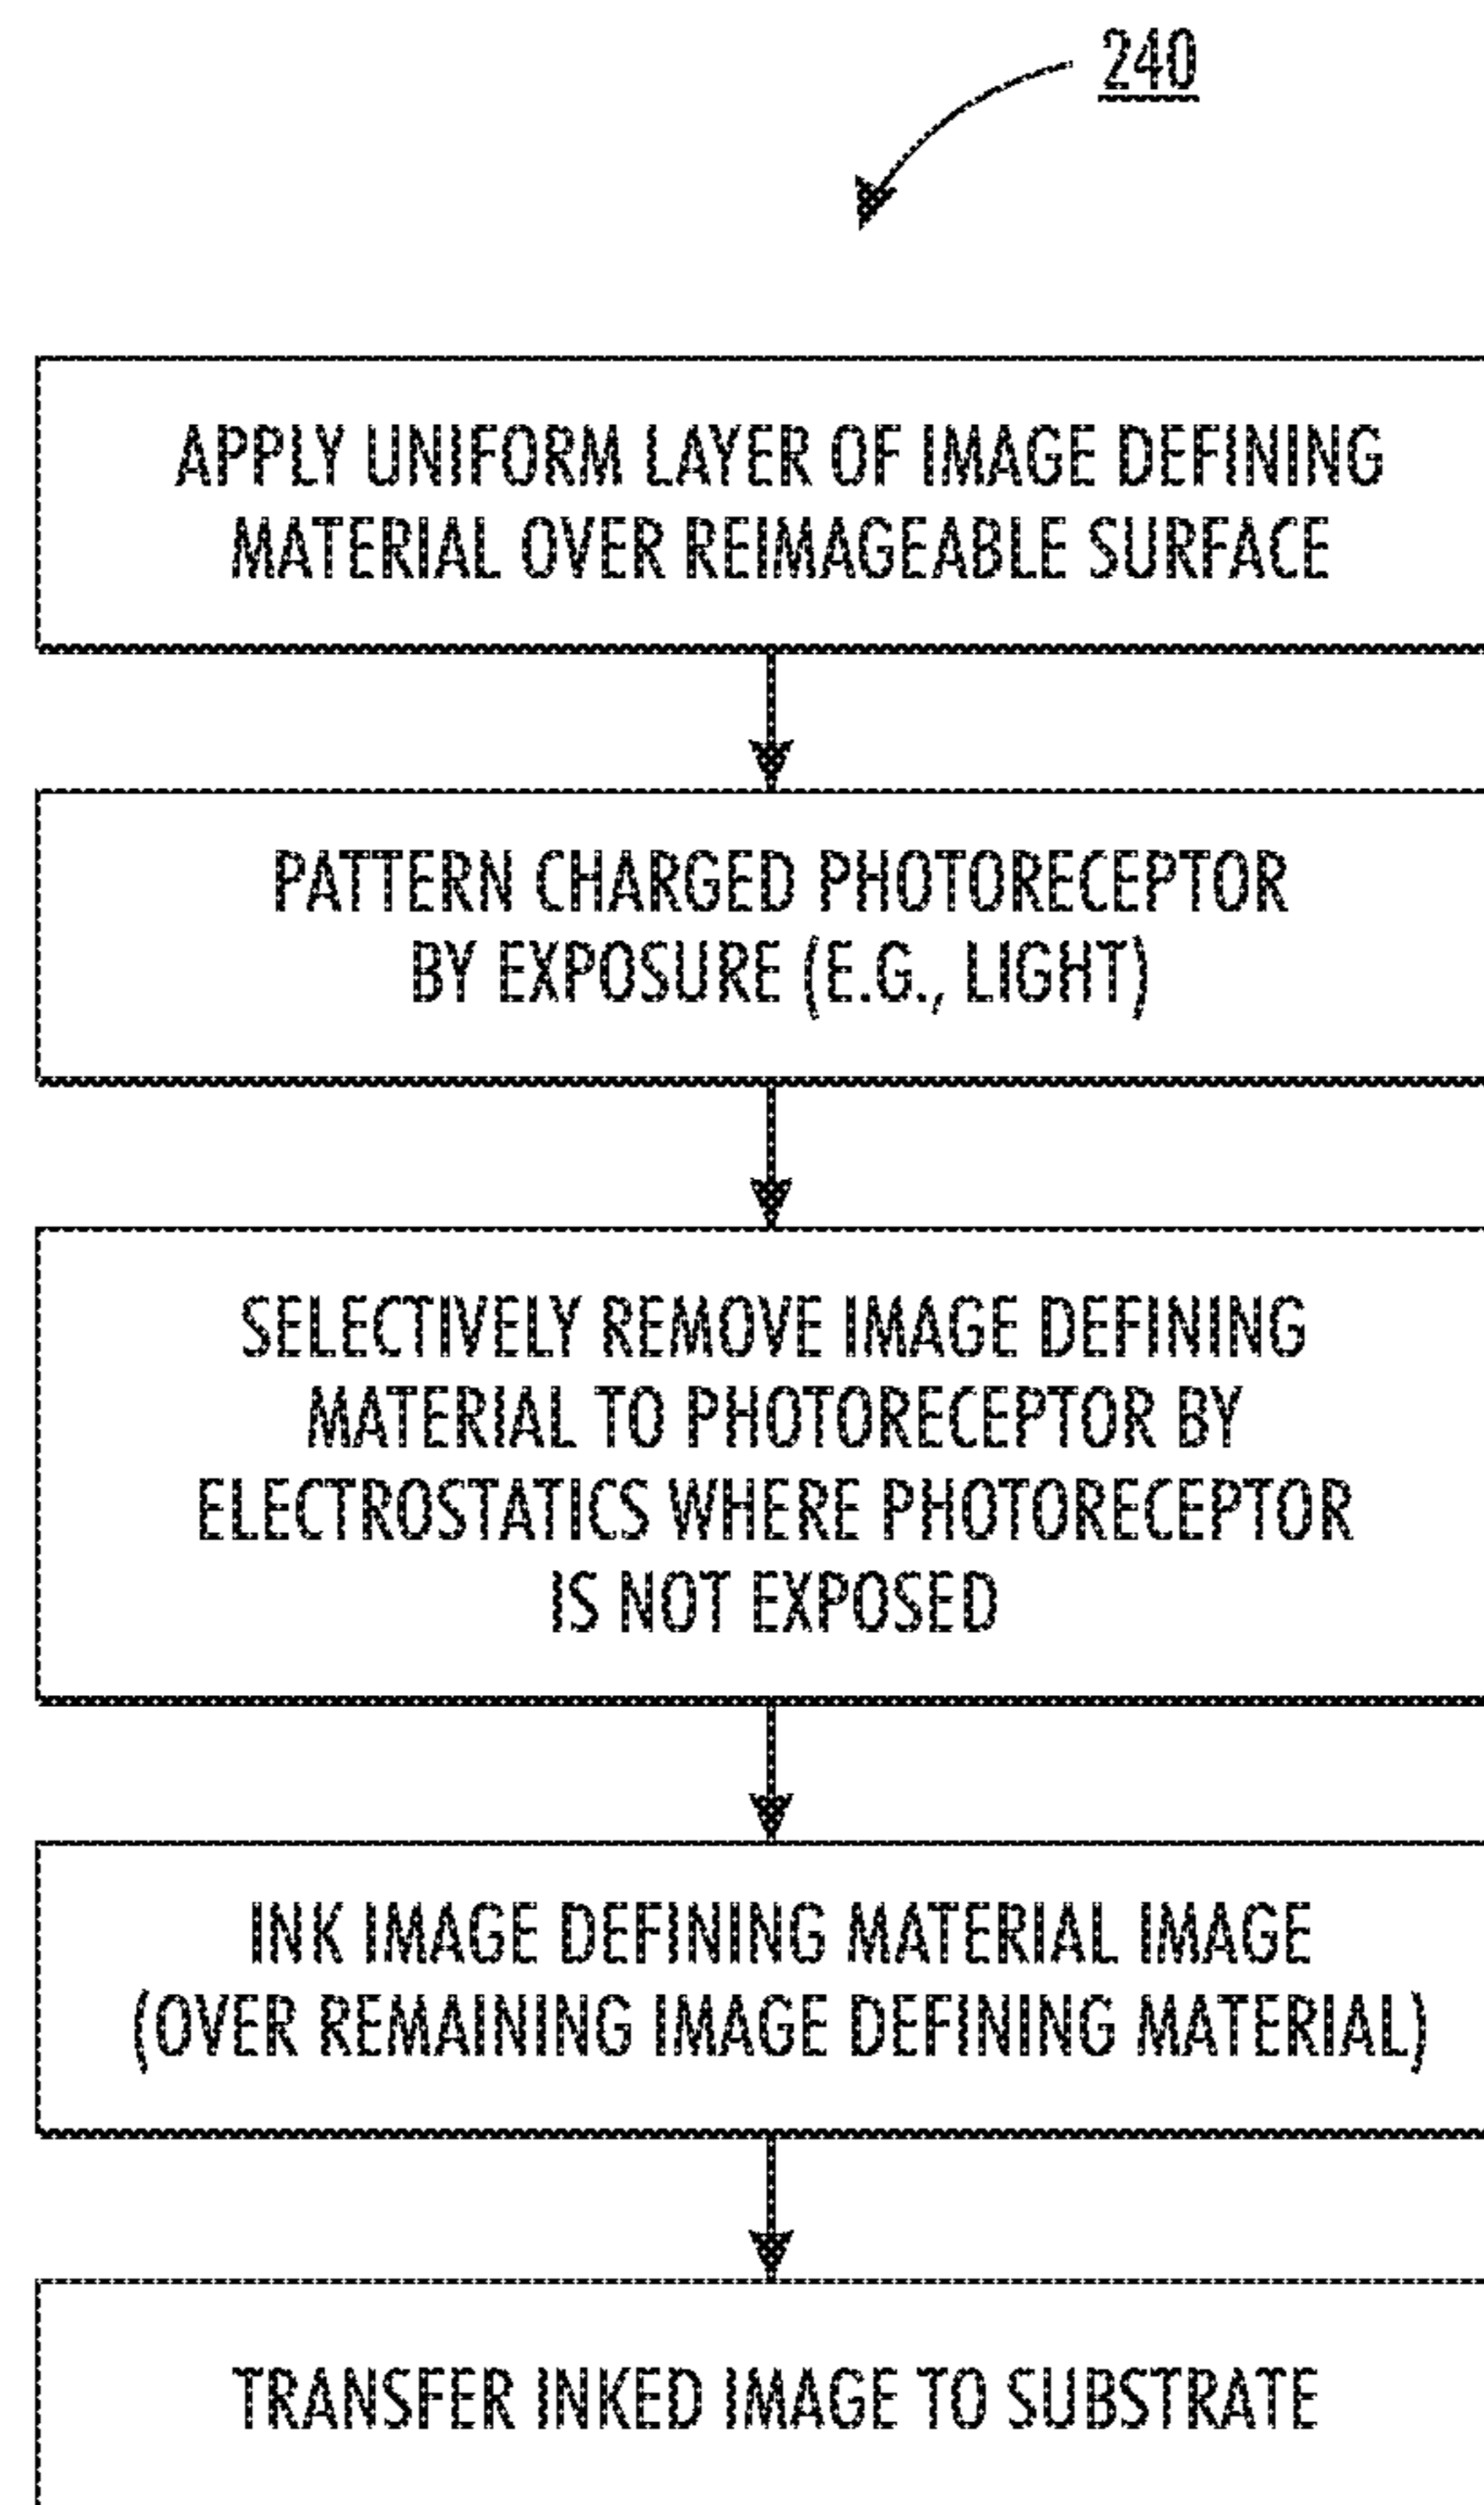 240
APPLY UNIFORM LAYER OF IMAGE DEFINING
MATERIAL OVER REIMAGEABLE SURFACE
PATTERN CHARGED PHOTORECEPTOR
BY EXPOSURE (E.G., LIGHT)
SELECTIVELY REMOVE IMAGE DEFINING
MATERIAL TO PHOTORECEPTOR BY
ELECTROSTATICS WHERE PHOTORECEPTOR
IS NOT EXPOSED
INK IMAGE DEFINING MATERIAL IMAGE
(OVER REMAINING IMAGE DEFINING MATERIAL)
TRANSFER INKED IMAGE TO SUBSTRATE